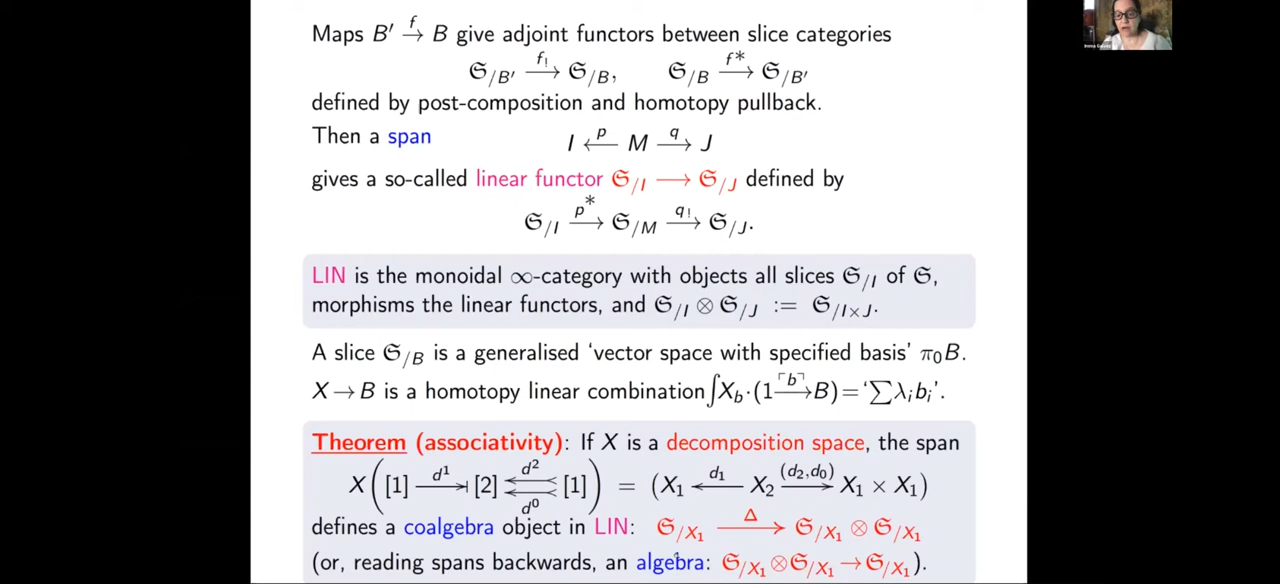 Maps B′ →f B give adjoint functors between slice categories
𝔖/B′ →f! 𝔖/B, 𝔖/B →f* 𝔖/B′
defined by post-composition and homotopy pullback.
Then a span I ←p M →q J
gives a so-called linear functor 𝔖/I → 𝔖/J defined by
𝔖/I →p* 𝔖/M →q! 𝔖/J.
LIN is the monoidal ∞-category with objects all slices 𝔖/I of 𝔖,
morphisms the linear functors, and 𝔖/I ⊗ 𝔖/J := 𝔖/I×J.
A slice 𝔖/B is a generalised ‘vector space with specified basis’ π₀B.
X → B is a homotopy linear combination ∫X_b·(1 →⌜b⌝ B) = ‘∑λᵢbᵢ’.
Theorem (associativity): If X is a decomposition space, the span
X([1] →d¹ [2] ⇇d² d⁰ [1]) = (X₁ ←d₁ X₂ →(d₂,d₀) X₁ × X₁)
defines a coalgebra object in LIN: 𝔖/X₁ →Δ 𝔖/X₁ ⊗ 𝔖/X₁
(or, reading spans backwards, an algebra: 𝔖/X₁ ⊗ 𝔖/X₁ → 𝔖/X₁).